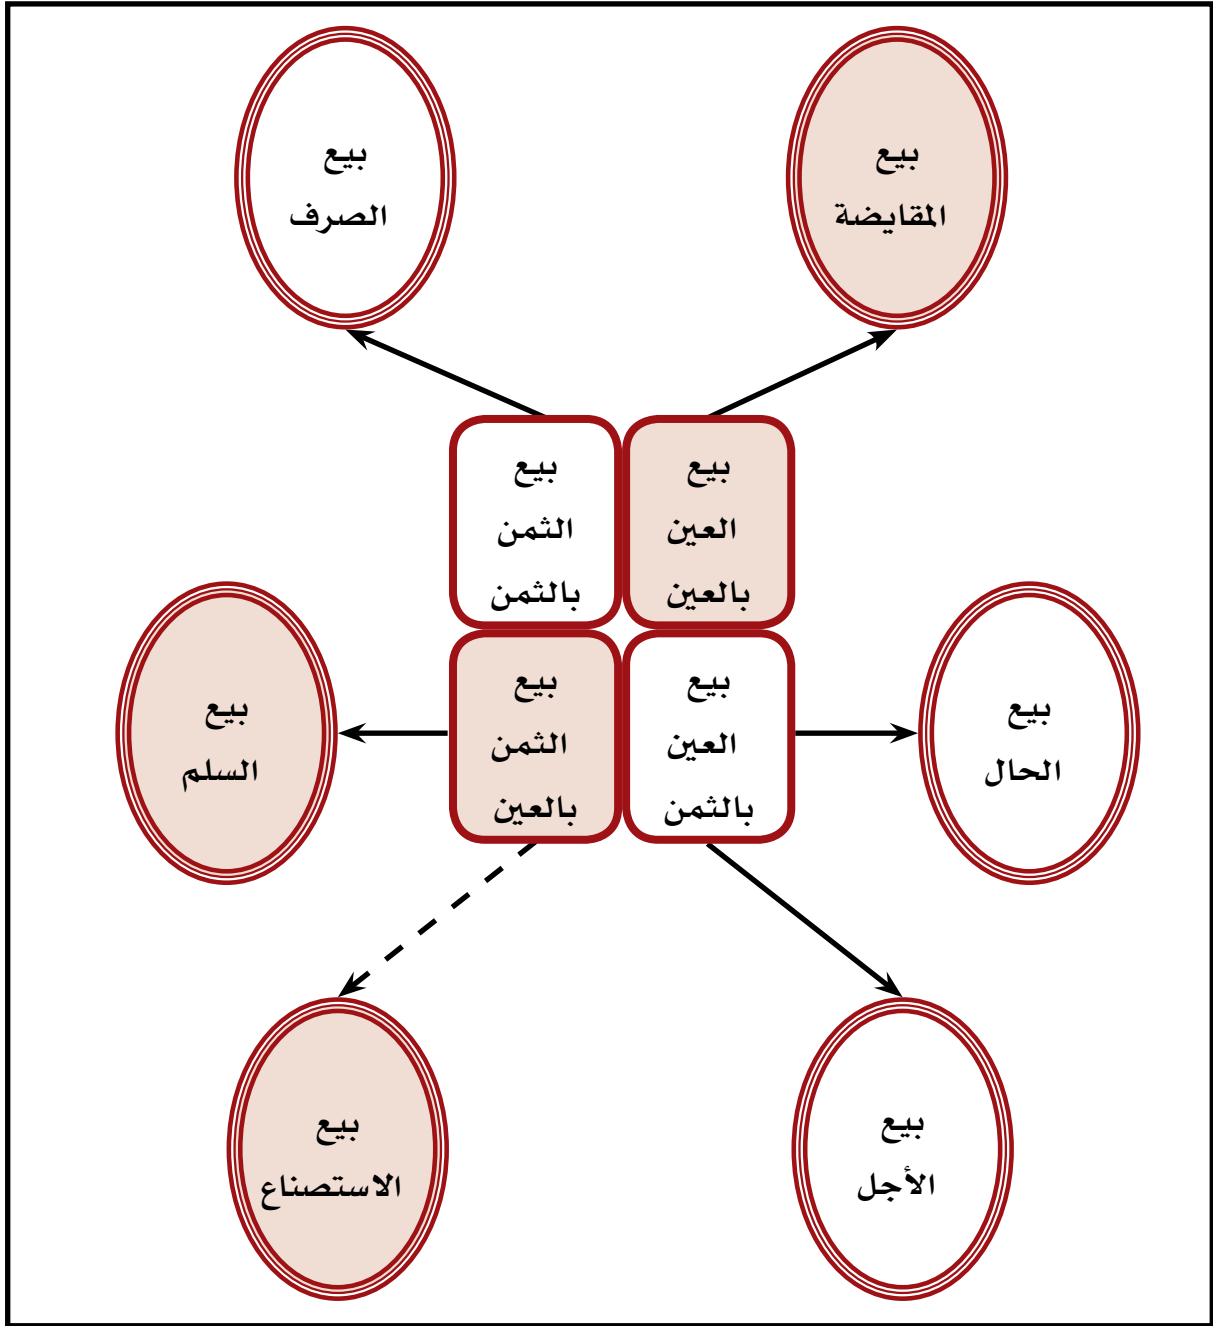 بيع
المقايضة
بيع
الصرف
بيع
العين
بالعين
بيع
الثمن
بالثمن
بيع
الحال
بيع
العين
بالثمن
بيع
الثمن
بالعين
بيع
السلم
بيع
الأجل
بيع
الاستصناع